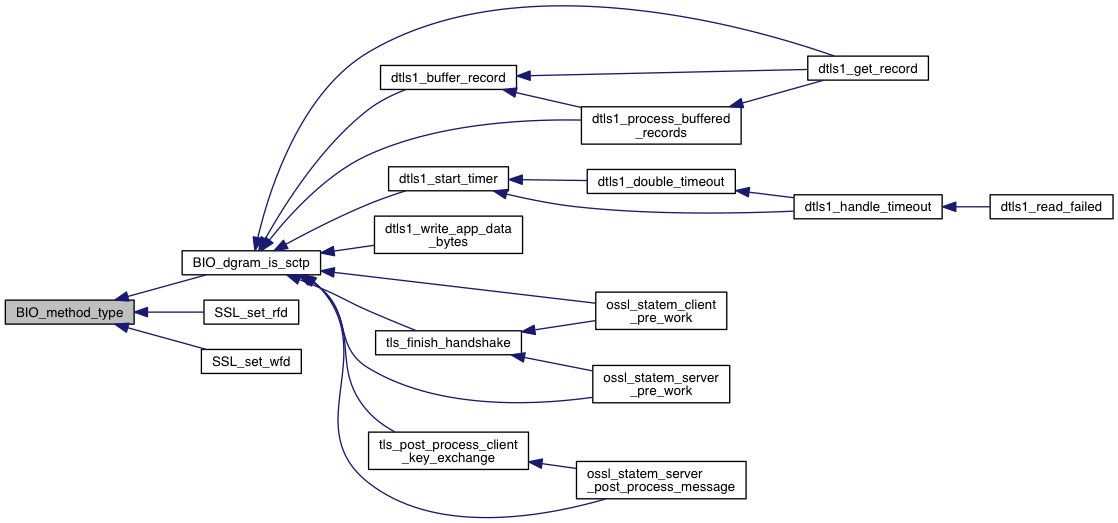 dtls1_get_record
dtls1_buffer_record
dtls1_process_buffered
_records
dtls1_start_timer
dtls1_double_timeout
dtls1_handle_timeout
dtls1_read_failed
dtls1_write_app_data
_bytes
BIO_dgram_is_sctp
BIO_method_type
SSL_set_rfd
SSL_set_wfd
ossl_statem_client
_pre_work
tls_finish_handshake
ossl_statem_server
_pre_work
tls_post_process_client
_key_exchange
ossl_statem_server
_post_process_message